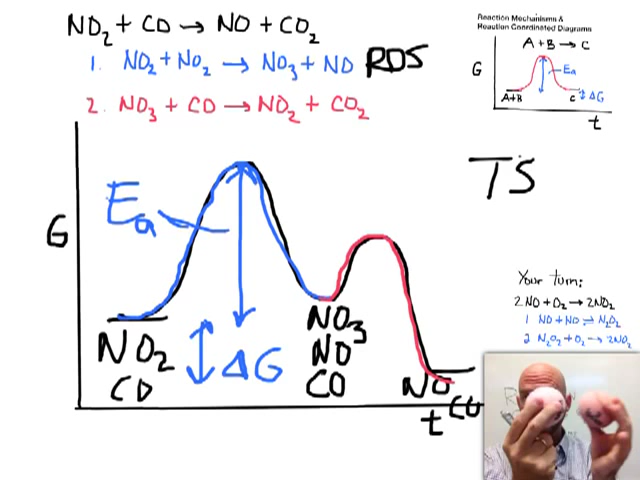 NO₂ + CO → NO + CO₂
1. NO₂ + NO₂ → NO₃ + NO RDS
2. NO₃ + CO → NO₂ + CO₂
Reaction Mechanisms &
Reaction Coordinated Diagrams
A + B → C
G
Ea
A+B
C
ΔG
t
TS
G
Ea
NO₂
CO
ΔG
NO₃
NO
CO
NO
CO
t
Your turn:
2NO + O₂ → 2NO₂
1 NO + NO ⇌ N₂O₂
2 N₂O₂ + O₂ → 2NO₂